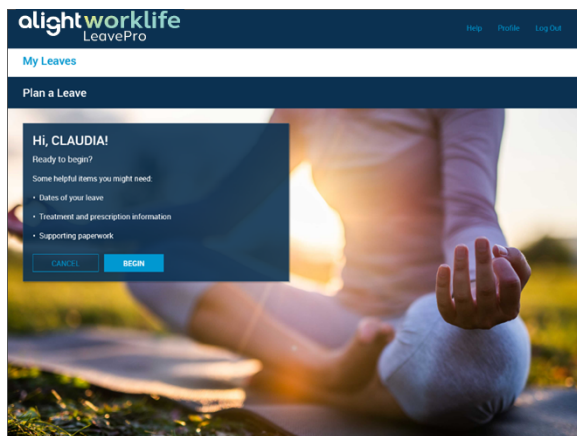 alight worklife
LeavePro
Help Profile Log Out
My Leaves
Plan a Leave
Hi, CLAUDIA!
Ready to begin?
Some helpful items you might need:
• Dates of your leave
• Treatment and prescription information
• Supporting paperwork
CANCEL BEGIN